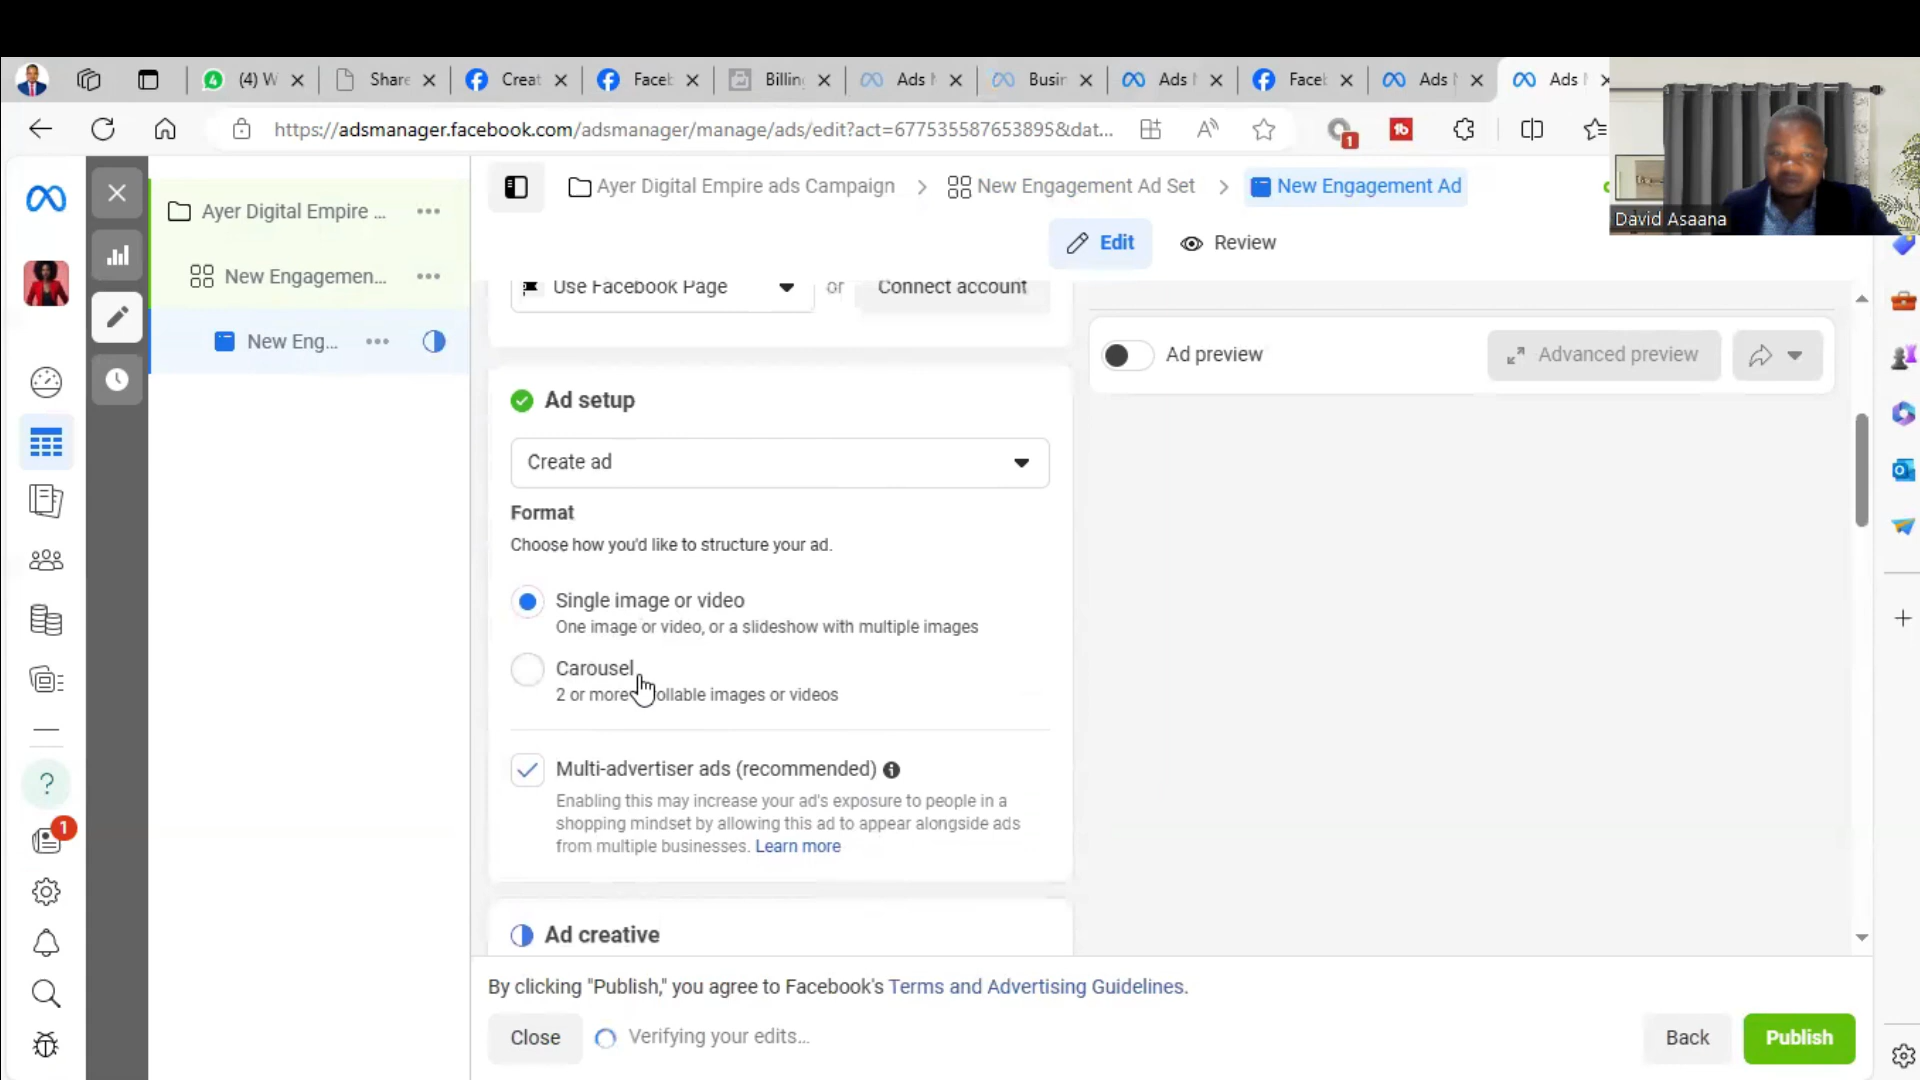 (4) W
Share
Creat
Faceb
Billing
Ads
Busin
Ads
Faceb
Ads
Ads
https://adsmanager.facebook.com/adsmanager/manage/ads/edit?act=677535587653895&dat...
1
David Asaana
Ayer Digital Empire ...
New Engagemen...
New Eng...
Ayer Digital Empire ads Campaign
New Engagement Ad Set
New Engagement Ad
Edit
Review
Use Facebook Page
or
Connect account
Ad preview
Advanced preview
Ad setup
Create ad
Format
Choose how you'd like to structure your ad.
Single image or video
One image or video, or a slideshow with multiple images
Carousel
2 or more ollable images or videos
Multi-advertiser ads (recommended)
Enabling this may increase your ad's exposure to people in a
shopping mindset by allowing this ad to appear alongside ads
from multiple businesses. Learn more
Ad creative
1
By clicking "Publish," you agree to Facebook's Terms and Advertising Guidelines.
Close
Verifying your edits...
Back
Publish